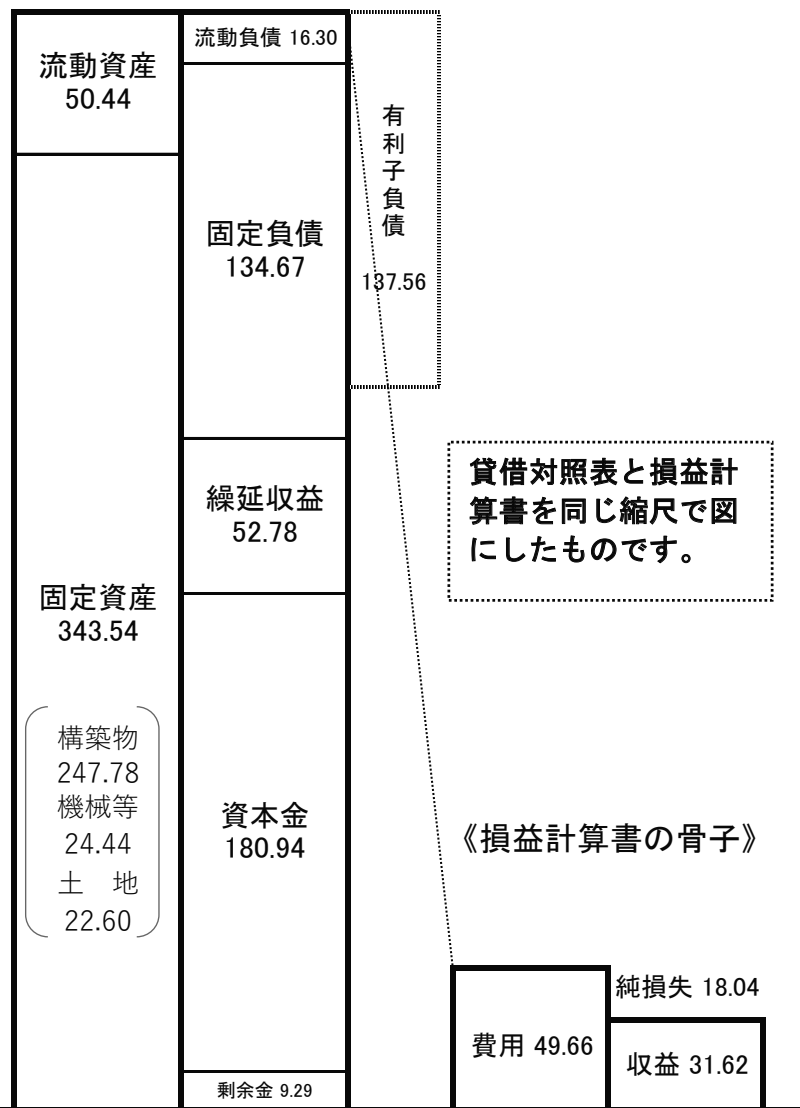 流動資産
50.44
固定資産
343.54
構築物
247.78
機械等
24.44
土　地
22.60
流動負債 16.30
固定負債
134.67
繰延収益
52.78
資本金
180.94
剰余金 9.29
有利子負債
137.56
貸借対照表と損益計
算書を同じ縮尺で図
にしたものです。
《損益計算書の骨子》
費用 49.66
純損失 18.04
収益 31.62